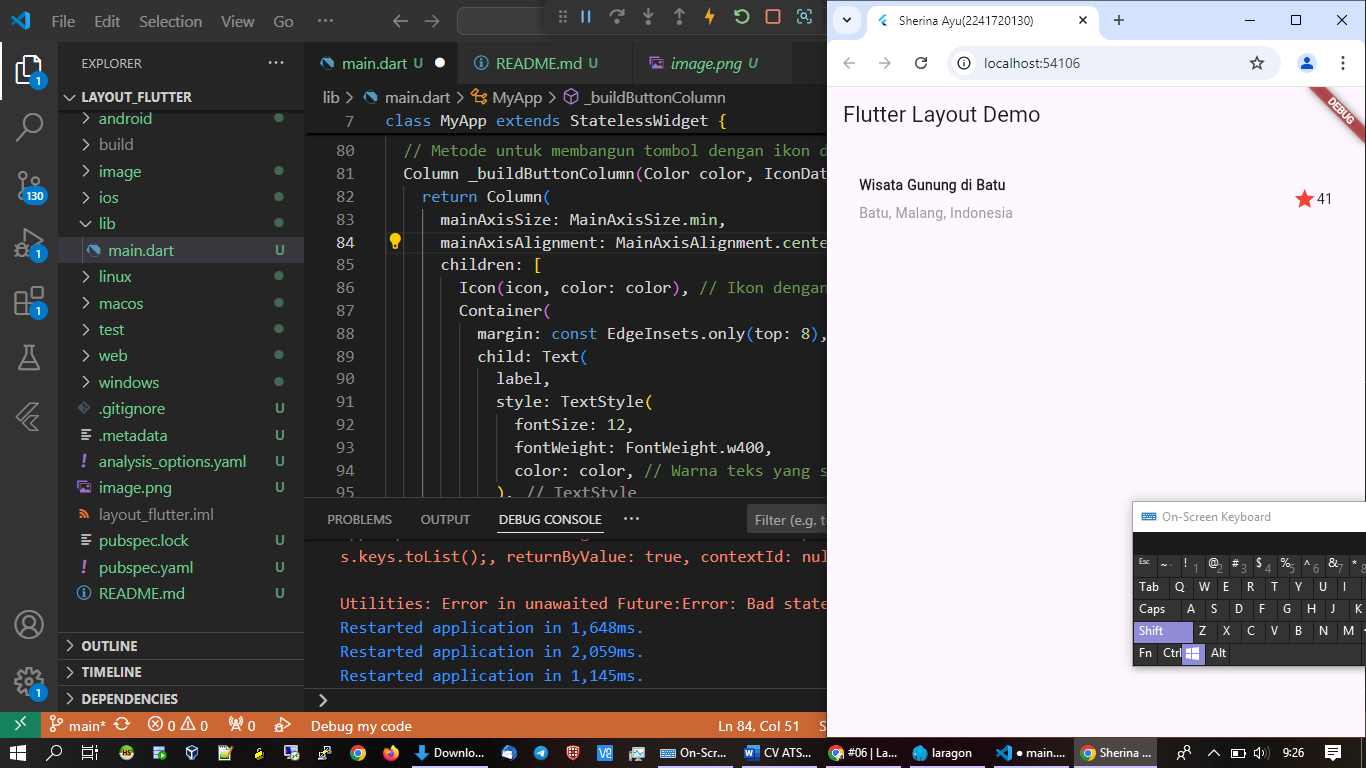 File Edit Selection View Go ···
Sherina Ayu(2241720130)
localhost:54106
EXPLORER
LAYOUT_FLUTTER
android
build
image
ios
lib
main.dart U
linux
macos
test
web
windows
.gitignore U
.metadata U
analysis_options.yaml U
image.png U
layout_flutter.iml
pubspec.lock U
pubspec.yaml U
README.md U
OUTLINE
TIMELINE
DEPENDENCIES
1
130
1
1
1
main.dart U
README.md U
image.png U
lib > main.dart > MyApp > _buildButtonColumn
7 class MyApp extends StatelessWidget {
80 // Metode untuk membangun tombol dengan ikon d
81 Column _buildButtonColumn(Color color, IconDat
82 return Column(
83 mainAxisSize: MainAxisSize.min,
84 mainAxisAlignment: MainAxisAlignment.cente
85 children: [
86 Icon(icon, color: color), // Ikon dengan
87 Container(
88 margin: const EdgeInsets.only(top: 8),
89 child: Text(
90 label,
91 style: TextStyle(
92 fontSize: 12,
93 fontWeight: FontWeight.w400,
94 color: color, // Warna teks yang s
95 ), // TextStyle
PROBLEMS OUTPUT DEBUG CONSOLE ··· Filter (e.g. t
s.keys.toList();, returnByValue: true, contextId: nul
Utilities: Error in unawaited Future:Error: Bad state
Restarted application in 1,648ms.
Restarted application in 2,059ms.
Restarted application in 1,145ms.
main* 0 0 0 Debug my code Ln 84, Col 51 S
Flutter Layout Demo
DEBUG
Wisata Gunung di Batu
Batu, Malang, Indonesia
41
On-Screen Keyboard
Esc ~ ` ! 1 @ 2 # 3 $ 4 % 5 ^ 6 & 7 * 8
Tab Q W E R T Y U I
Caps A S D F G H J K
Shift Z X C V B N M
Fn Ctrl Alt
Downlo... On-Scr... CV ATS... #06 | La... laragon • main.... Sherina ... 9:26